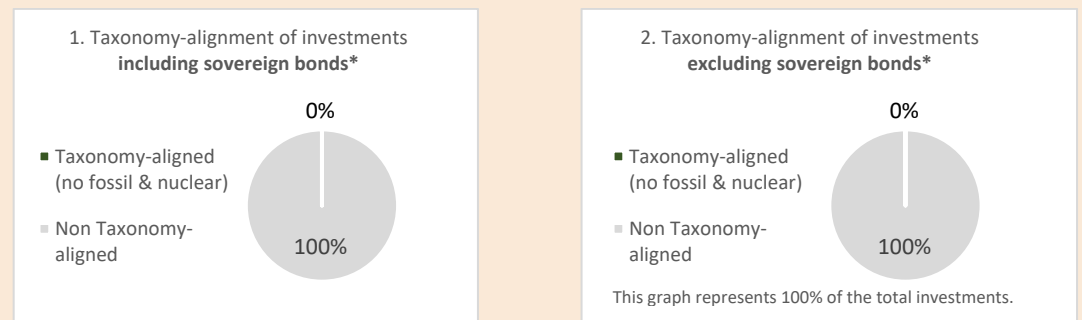 1. Taxonomy-alignment of investments
including sovereign bonds*
0%
Taxonomy-aligned
(no fossil & nuclear)
Non Taxonomy-
aligned
100%
2. Taxonomy-alignment of investments
excluding sovereign bonds*
0%
Taxonomy-aligned
(no fossil & nuclear)
Non Taxonomy-
aligned
100%
This graph represents 100% of the total investments.